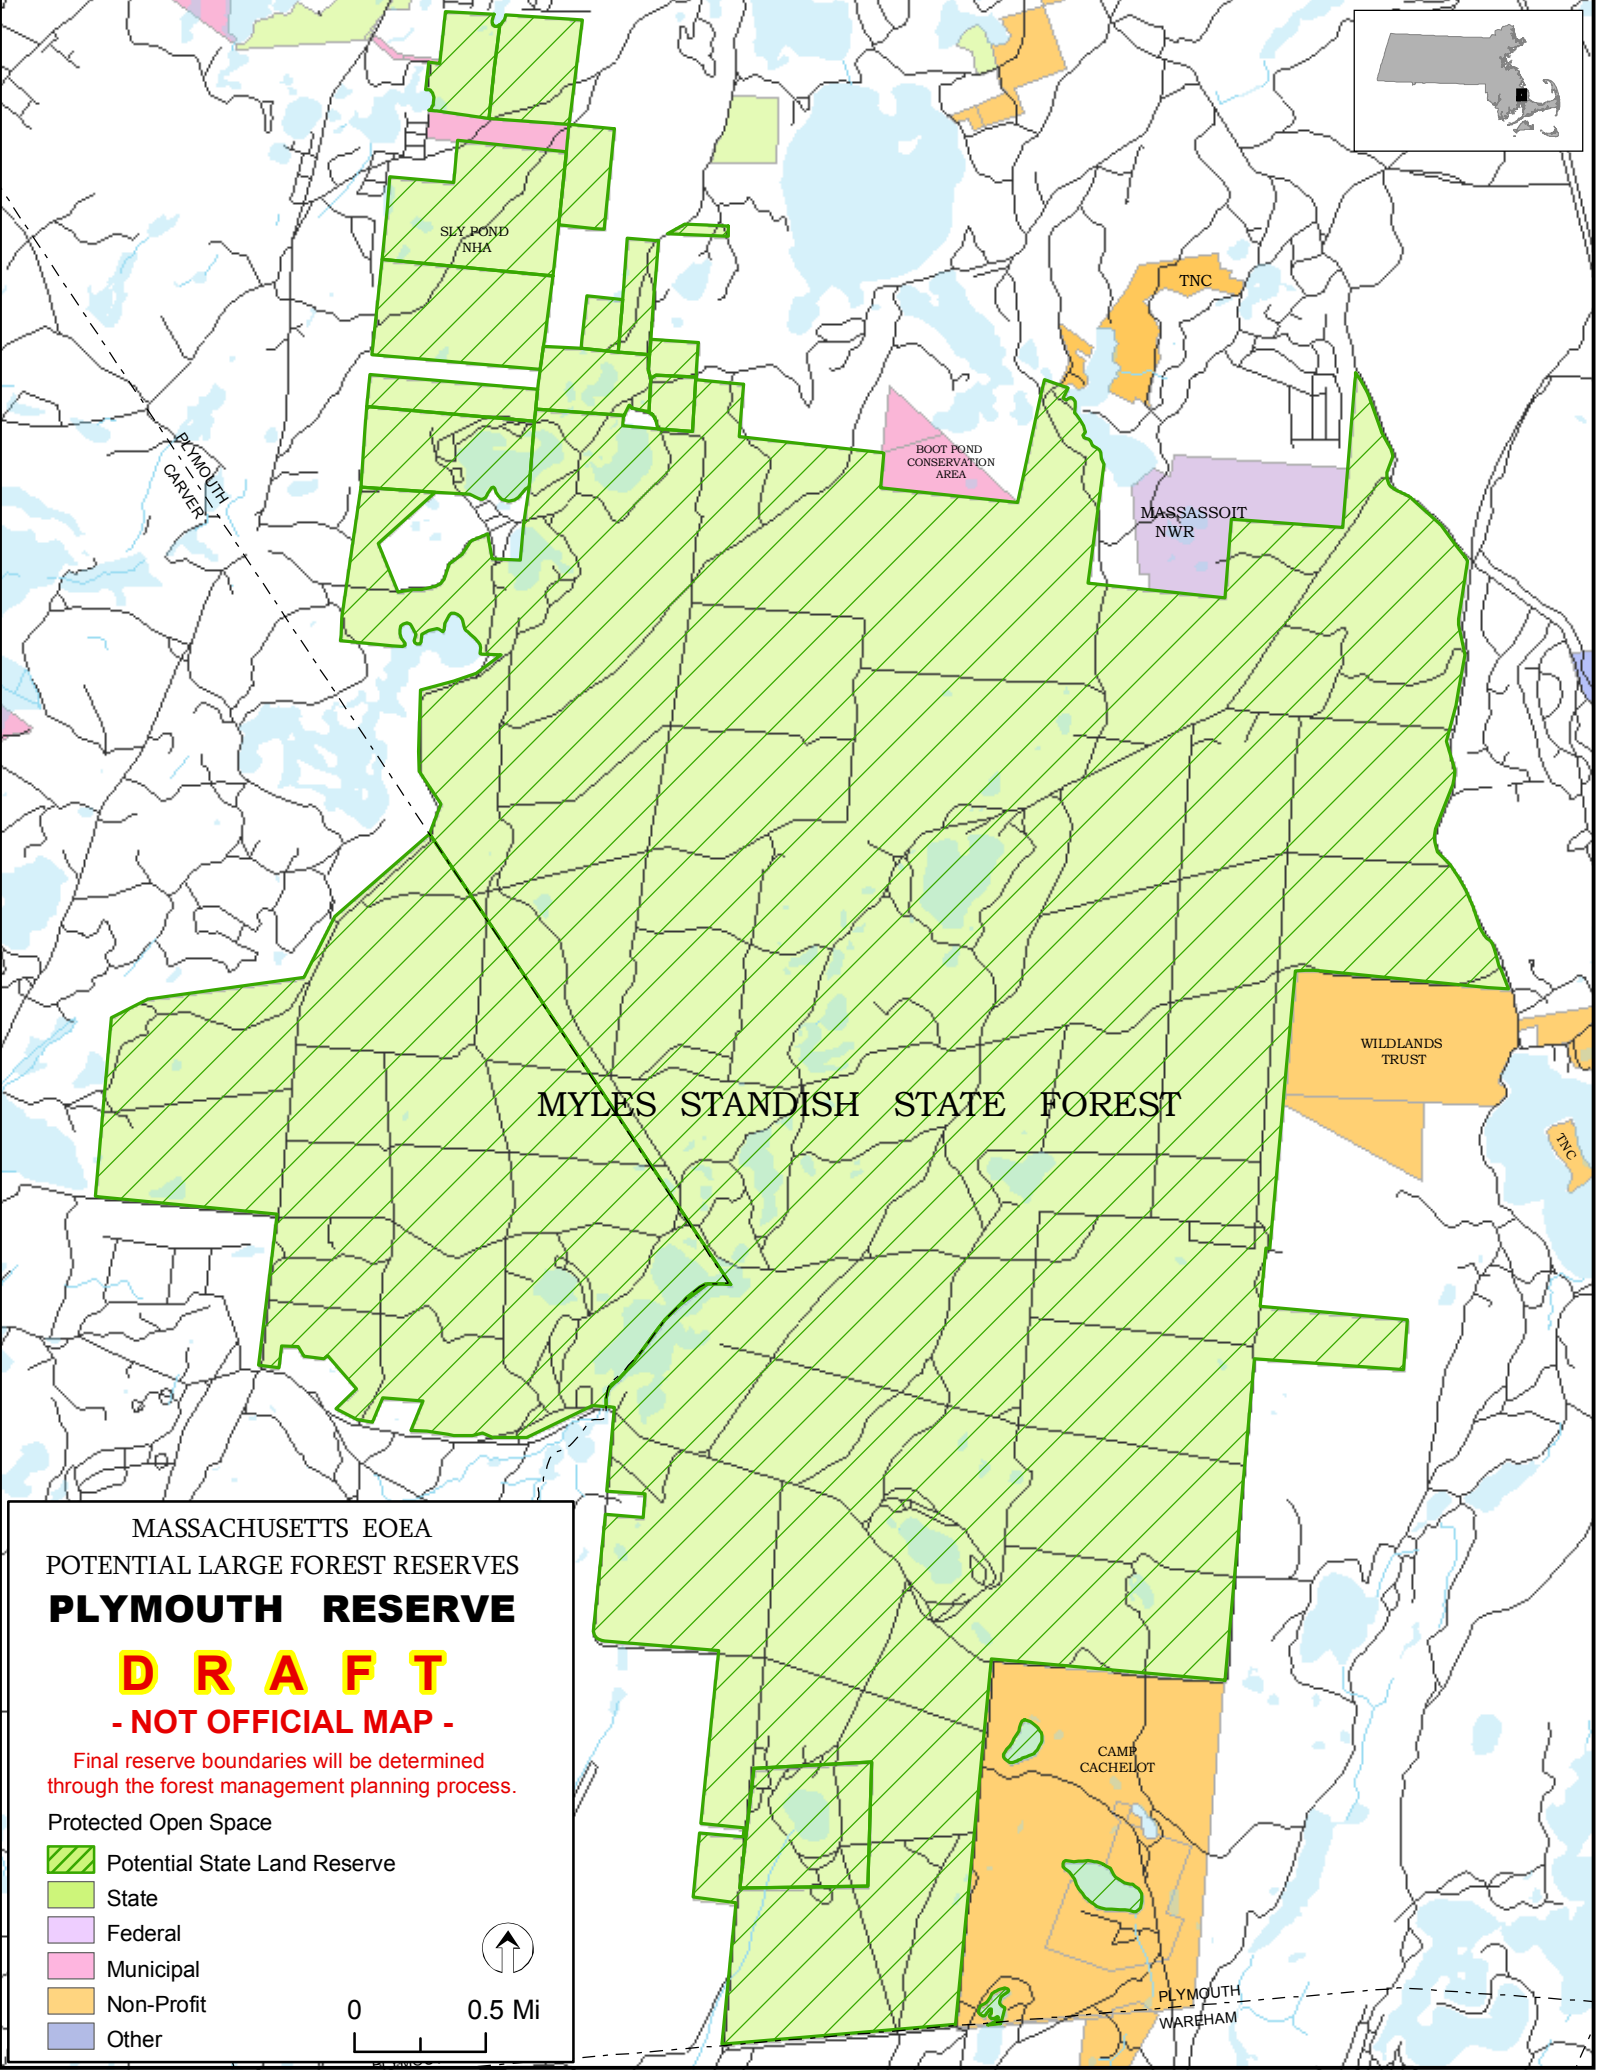 SLY POND
NHA
TNC
BOOT POND
CONSERVATION
AREA
PLYMOUTH
CARVER
MASSASSOIT
NWR
WILDLANDS
TRUST
MYLES STANDISH STATE FOREST
TNC
CAMP
CACHELOT
PLYMOUTH
WAREHAM
MASSACHUSETTS EOEA
POTENTIAL LARGE FOREST RESERVES
PLYMOUTH RESERVE
D R A F T
- NOT OFFICIAL MAP -
Final reserve boundaries will be determined
through the forest management planning process.
Protected Open Space
Potential State Land Reserve
State
Federal
Municipal
Non-Profit
Other
0 0.5 Mi